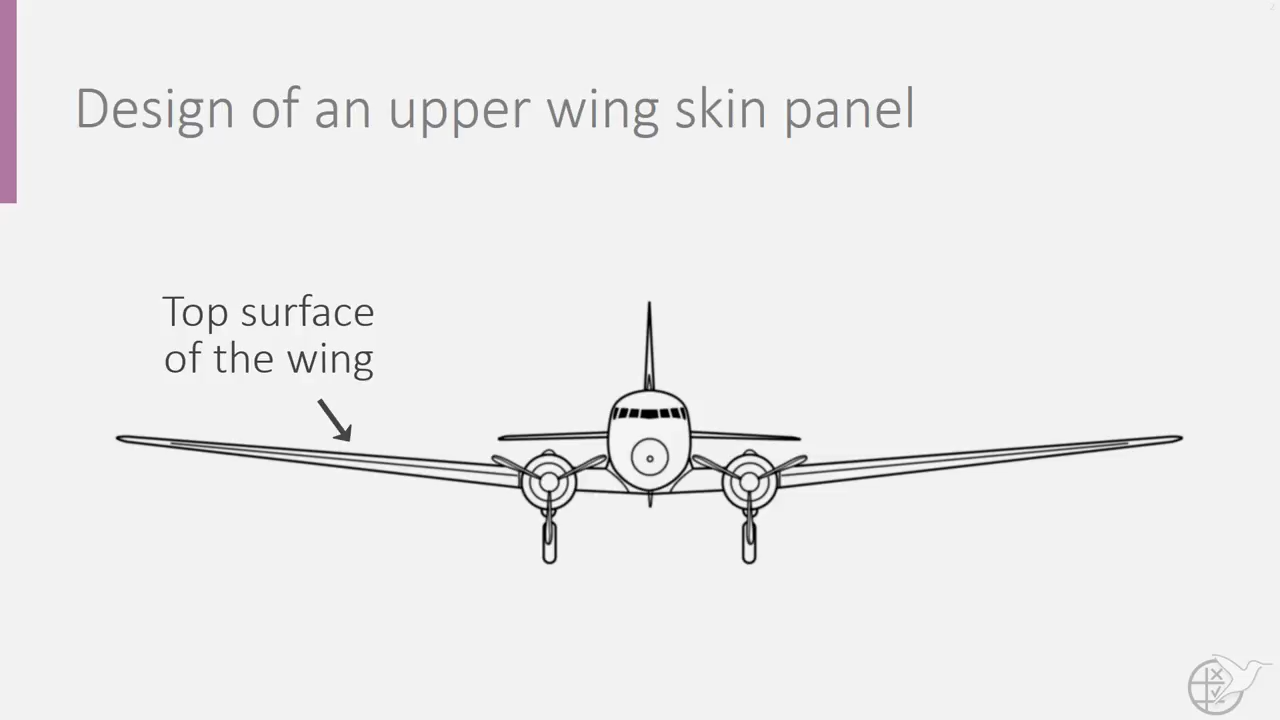 Design of an upper wing skin panel
Top surface
of the wing